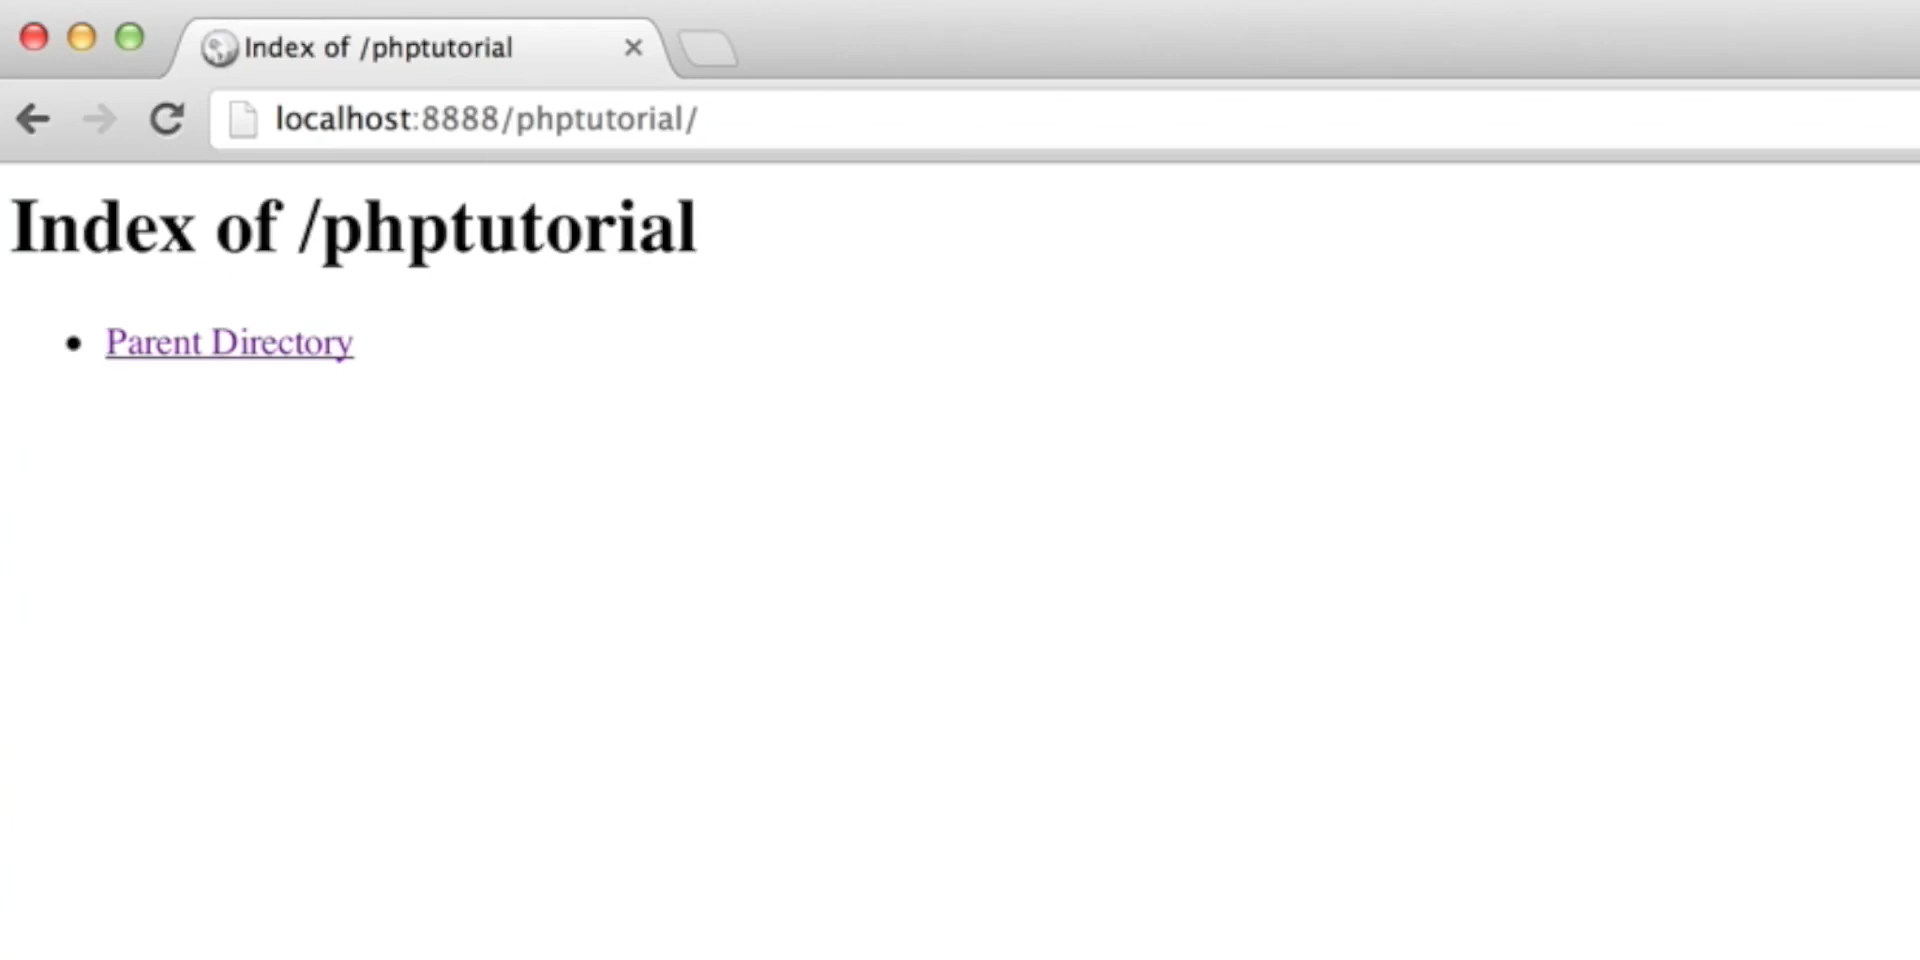 Index of /phptutorial
localhost:8888/phptutorial/
Index of /phptutorial
Parent Directory